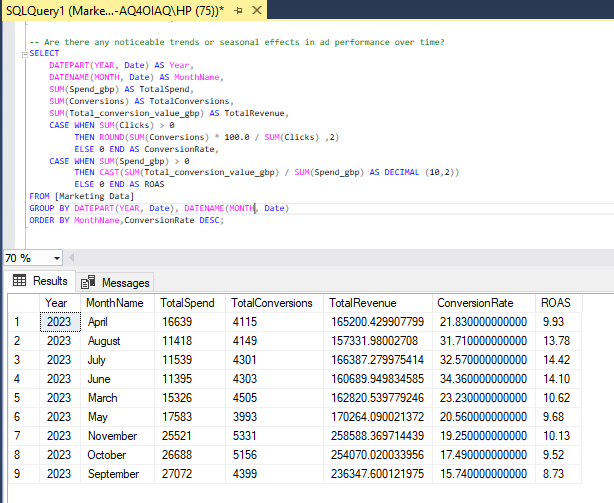 SQLQuery1 (Marke...-AQ4OIAQ\HP (75))*
-- Are there any noticeable trends or seasonal effects in ad performance over time?
SELECT
DATEPART(YEAR, Date) AS Year,
DATENAME(MONTH, Date) AS MonthName,
SUM(Spend_gbp) AS TotalSpend,
SUM(Conversions) AS TotalConversions,
SUM(Total_conversion_value_gbp) AS TotalRevenue,
CASE WHEN SUM(Clicks) > 0
THEN ROUND(SUM(Conversions) * 100.0 / SUM(Clicks) ,2)
ELSE 0 END AS ConversionRate,
CASE WHEN SUM(Spend_gbp) > 0
THEN CAST(SUM(Total_conversion_value_gbp) / SUM(Spend_gbp) AS DECIMAL (10,2))
ELSE 0 END AS ROAS
FROM [Marketing Data]
GROUP BY DATEPART(YEAR, Date), DATENAME(MONTH, Date)
ORDER BY MonthName,ConversionRate DESC;
70 %
Results Messages
Year MonthName TotalSpend TotalConversions TotalRevenue ConversionRate ROAS
1 2023 April 16639 4115 165200.429907799 21.830000000000 9.93
2 2023 August 11418 4149 157331.98002708 31.710000000000 13.78
3 2023 July 11539 4301 166387.279975414 32.570000000000 14.42
4 2023 June 11395 4303 160689.949834585 34.360000000000 14.10
5 2023 March 15326 4505 162820.539779246 23.230000000000 10.62
6 2023 May 17583 3993 170264.090021372 20.560000000000 9.68
7 2023 November 25521 5331 258588.369714439 19.250000000000 10.13
8 2023 October 26688 5156 254070.020033956 17.490000000000 9.52
9 2023 September 27072 4399 236347.600121975 15.740000000000 8.73